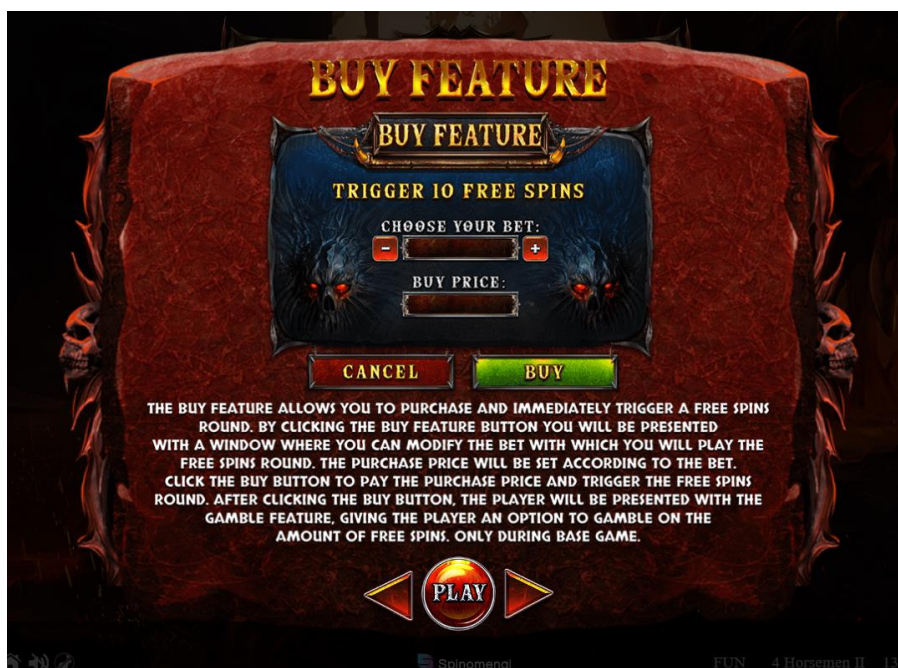 BUY FEATURE
BUY FEATURE
TRIGGER 10 FREE SPINS
CHOOSE YOUR BET:
- +
BUY PRICE:
CANCEL BUY
THE BUY FEATURE ALLOWS YOU TO PURCHASE AND IMMEDIATELY TRIGGER A FREE SPINS
ROUND. BY CLICKING THE BUY FEATURE BUTTON YOU WILL BE PRESENTED
WITH A WINDOW WHERE YOU CAN MODIFY THE BET WITH WHICH YOU WILL PLAY THE
FREE SPINS ROUND. THE PURCHASE PRICE WILL BE SET ACCORDING TO THE BET.
CLICK THE BUY BUTTON TO PAY THE PURCHASE PRICE AND TRIGGER THE FREE SPINS
ROUND. AFTER CLICKING THE BUY BUTTON, THE PLAYER WILL BE PRESENTED WITH THE
GAMBLE FEATURE, GIVING THE PLAYER AN OPTION TO GAMBLE ON THE
AMOUNT OF FREE SPINS. ONLY DURING BASE GAME.
PLAY
Spinomenal FUN 4 Horsemen II 13